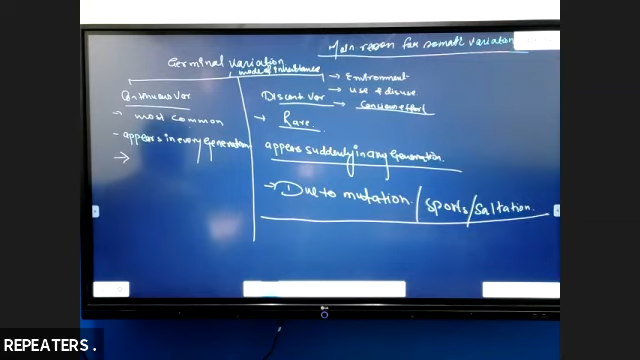 Main reason for somatic variation
→ Environment
→ Use & disuse
→ Conscious effort
Germinal variation
mode of inheritance
Continuous var
- most common
- appears in every generation
→
Discont var
→ Rare
appears suddenly in any generation.
→ Due to mutation / sports / saltation.
LG
REPEATERS.